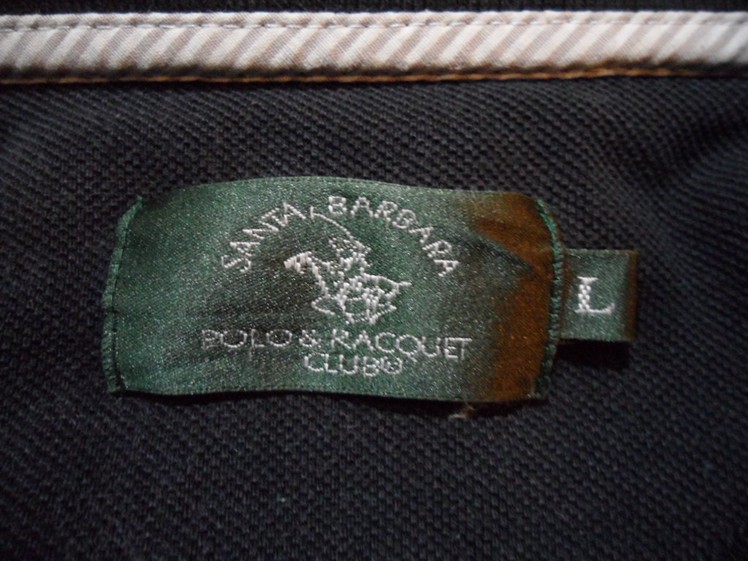 SANTA BARBARA
POLO & RACQUET
CLUB®
L